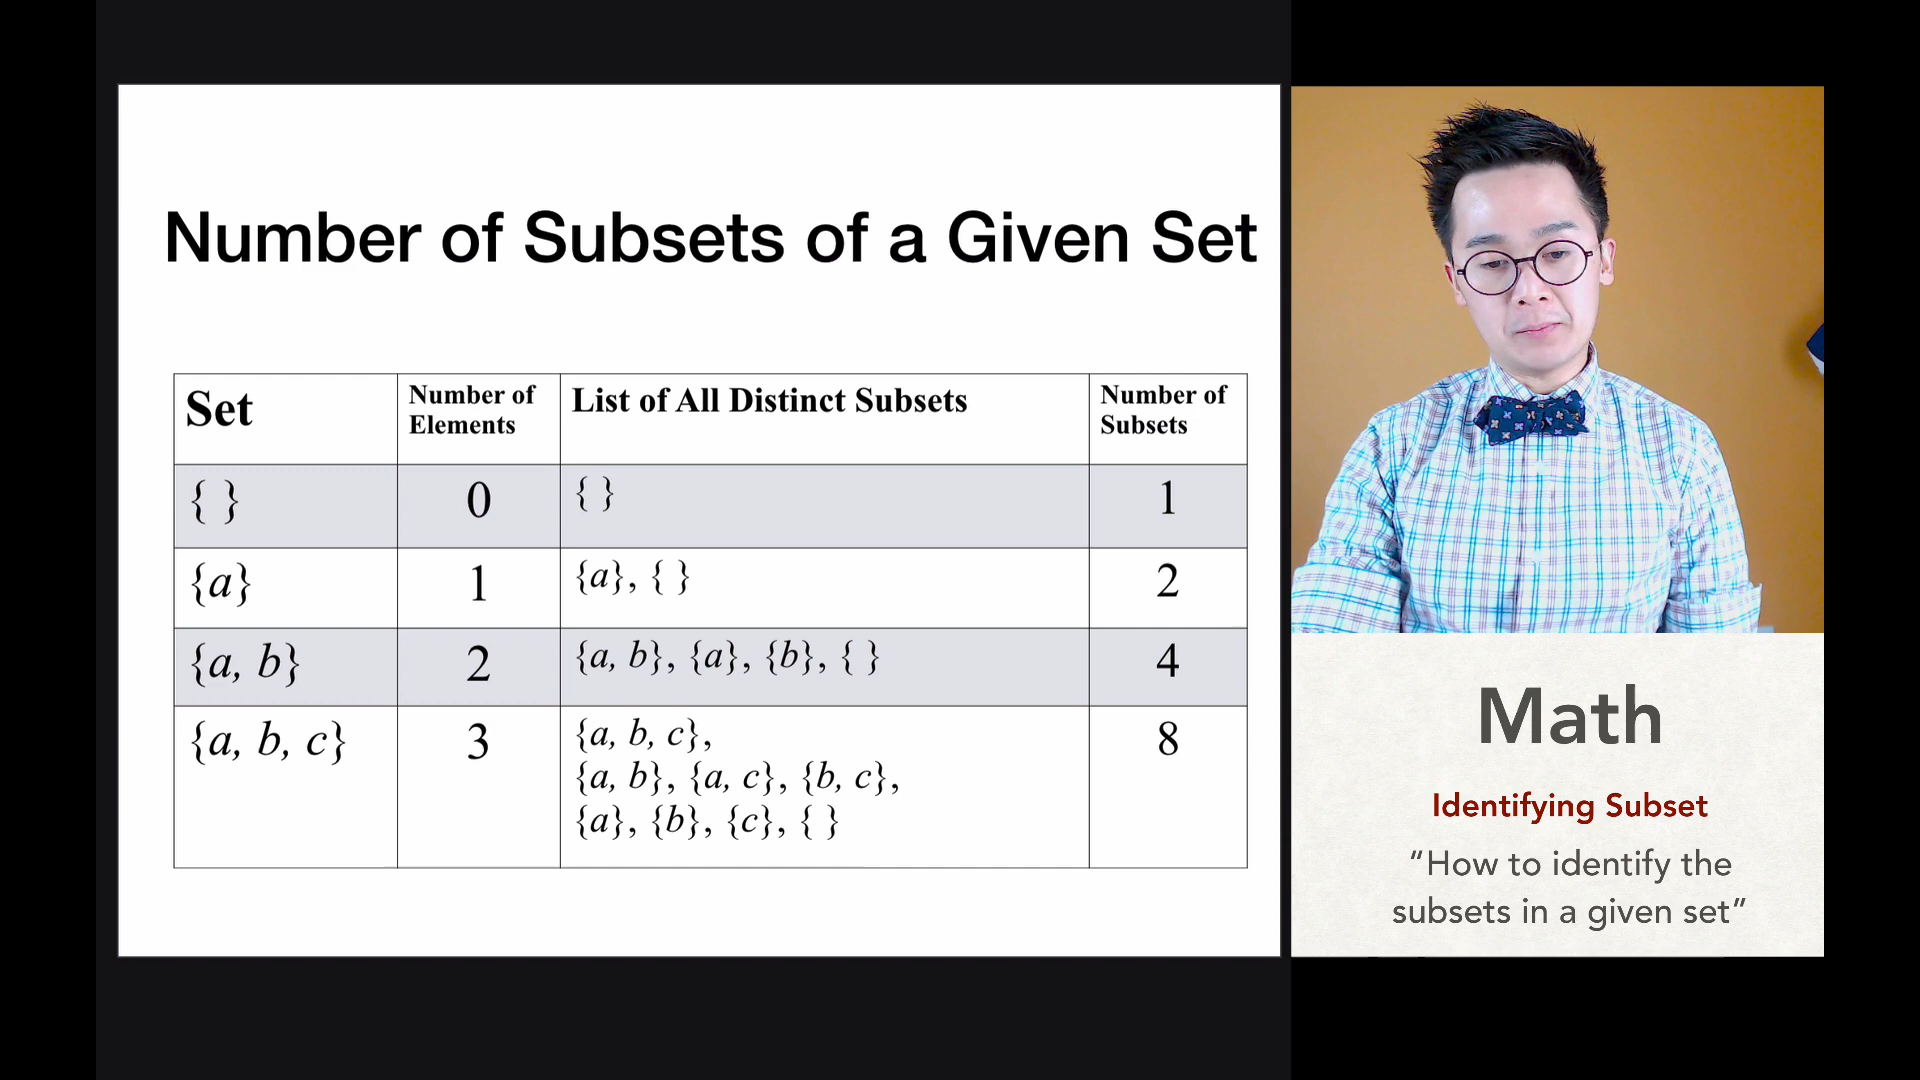 Number of Subsets of a Given Set
Set
Number of
Elements
List of All Distinct Subsets
Number of
Subsets
{ }
0
{ }
1
{a}
1
{a}, { }
2
{a, b}
2
{a, b}, {a}, {b}, { }
4
{a, b, c}
3
{a, b, c},
{a, b}, {a, c}, {b, c},
{a}, {b}, {c}, { }
8
Math
Identifying Subset
“How to identify the
subsets in a given set”